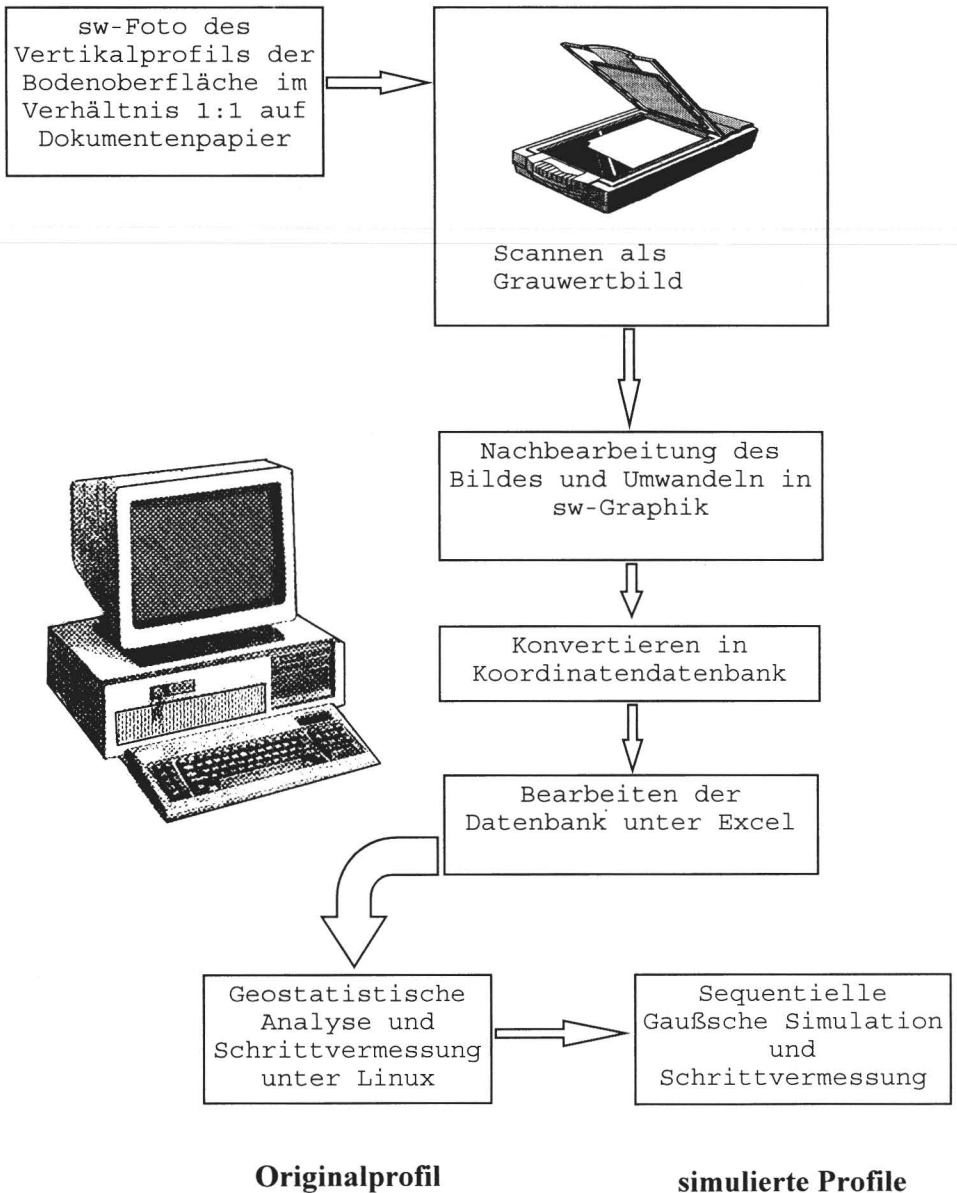 sw-Foto des
Vertikalprofils der
Bodenoberfläche im
Verhältnis 1:1 auf
Dokumentenpapier
Scannen als
Grauwertbild
Nachbearbeitung des
Bildes und Umwandeln in
sw-Graphik
Konvertieren in
Koordinatendatenbank
Bearbeiten der
Datenbank unter Excel
Geostatistische
Analyse und
Schrittvermessung
unter Linux
Sequentielle
Gaußsche Simulation
und
Schrittvermessung
Originalprofil
simulierte Profile